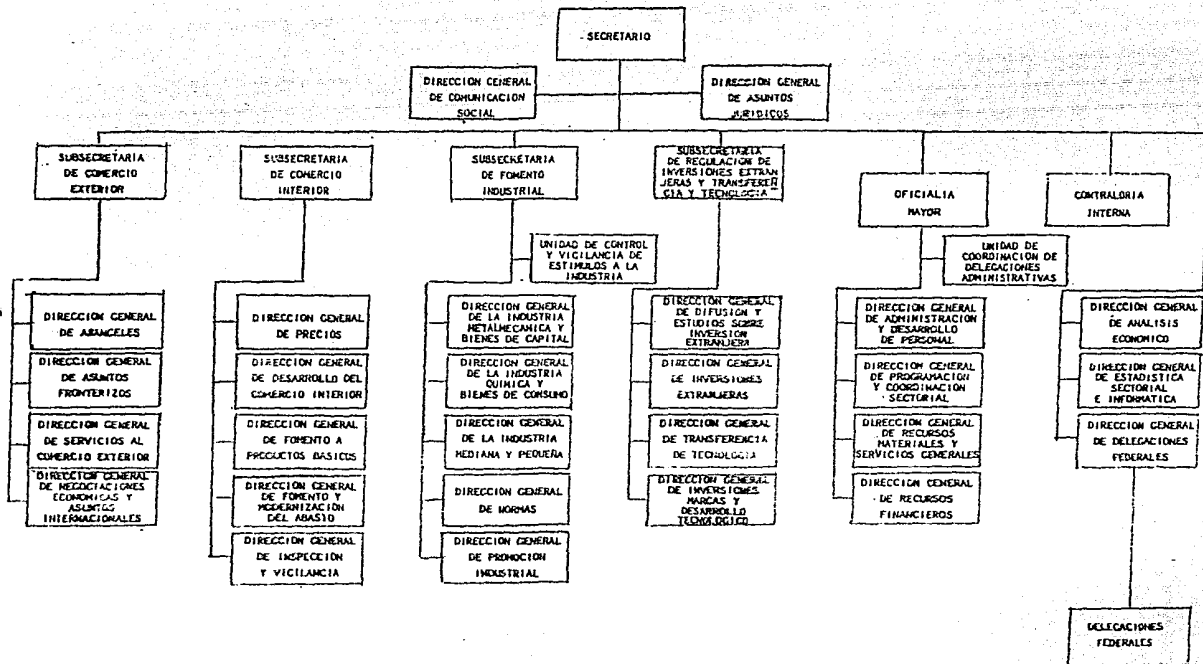 SECRETARIO
DIRECCION GENERAL
DE COMUNICACION
SOCIAL
DIRECCION GENERAL
DE ASUNTOS
JURIDICOS
SUBSECRETARIA
DE COMERCIO
EXTERIOR
SUBSECRETARIA
DE COMERCIO
INTERIOR
SUBSECRETARIA
DE FOMENTO
INDUSTRIAL
SUBSECRETARIA
DE REGULACION DE
INVERSIONES EXTRAN
JERAS Y TRANSFEREN
CIA Y TECNOLOGIA
OFICIALIA
MAYOR
CONTRALORIA
INTERNA
UNIDAD DE CONTROL
Y VIGILANCIA DE
ESTIMULOS A LA
INDUSTRIA
UNIDAD DE
COORDINACION DE
DELEGACIONES
ADMINISTRATIVAS
DIRECCION GENERAL
DE ARANCELES
DIRECCION GENERAL
DE ASUNTOS
FRONTERIZOS
DIRECCION GENERAL
DE SERVICIOS AL
COMERCIO EXTERIOR
DIRECCION GENERAL
DE NEGOCIACIONES
ECONOMICAS Y
ASUNTOS
INTERNACIONALES
DIRECCION GENERAL
DE PRECIOS
DIRECCION GENERAL
DE DESARROLLO DEL
COMERCIO INTERIOR
DIRECCION GENERAL
DE FOMENTO A
PRODUCTOS BASICOS
DIRECCION GENERAL
DE FOMENTO Y
MODERNIZACION
DEL ABASTO
DIRECCION GENERAL
DE INSPECCION
Y VIGILANCIA
DIRECCION GENERAL
DE LA INDUSTRIA
METALMECANICA Y
BIENES DE CAPITAL
DIRECCION GENERAL
DE LA INDUSTRIA
QUIMICA Y
BIENES DE CONSUMO
DIRECCION GENERAL
DE LA INDUSTRIA
MEDIANA Y PEQUEÑA
DIRECCION GENERAL
DE NORMAS
DIRECCION GENERAL
DE PROMOCION
INDUSTRIAL
DIRECCION GENERAL
DE DIFUSION Y
ESTUDIOS SOBRE
INVERSION
EXTRANJERA
DIRECCION GENERAL
DE INVERSIONES
EXTRANJERAS
DIRECCION GENERAL
DE TRANSFERENCIA
DE TECNOLOGIA
DIRECCION GENERAL
DE INVERSIONES
MARCAS Y
DESARROLLO
TECNOLOGICO
DIRECCION GENERAL
DE ADMINISTRACION
Y DESARROLLO
DE PERSONAL
DIRECCION GENERAL
DE PROGRAMACION
Y COORDINACION
SECTORIAL
DIRECCION GENERAL
DE RECURSOS
MATERIALES Y
SERVICIOS GENERALES
DIRECCION GENERAL
DE RECURSOS
FINANCIEROS
DIRECCION GENERAL
DE ANALISIS
ECONOMICO
DIRECCION GENERAL
DE ESTADISTICA
SECTORIAL
E INFORMATICA
DIRECCION GENERAL
DE DELEGACIONES
FEDERALES
DELEGACIONES
FEDERALES